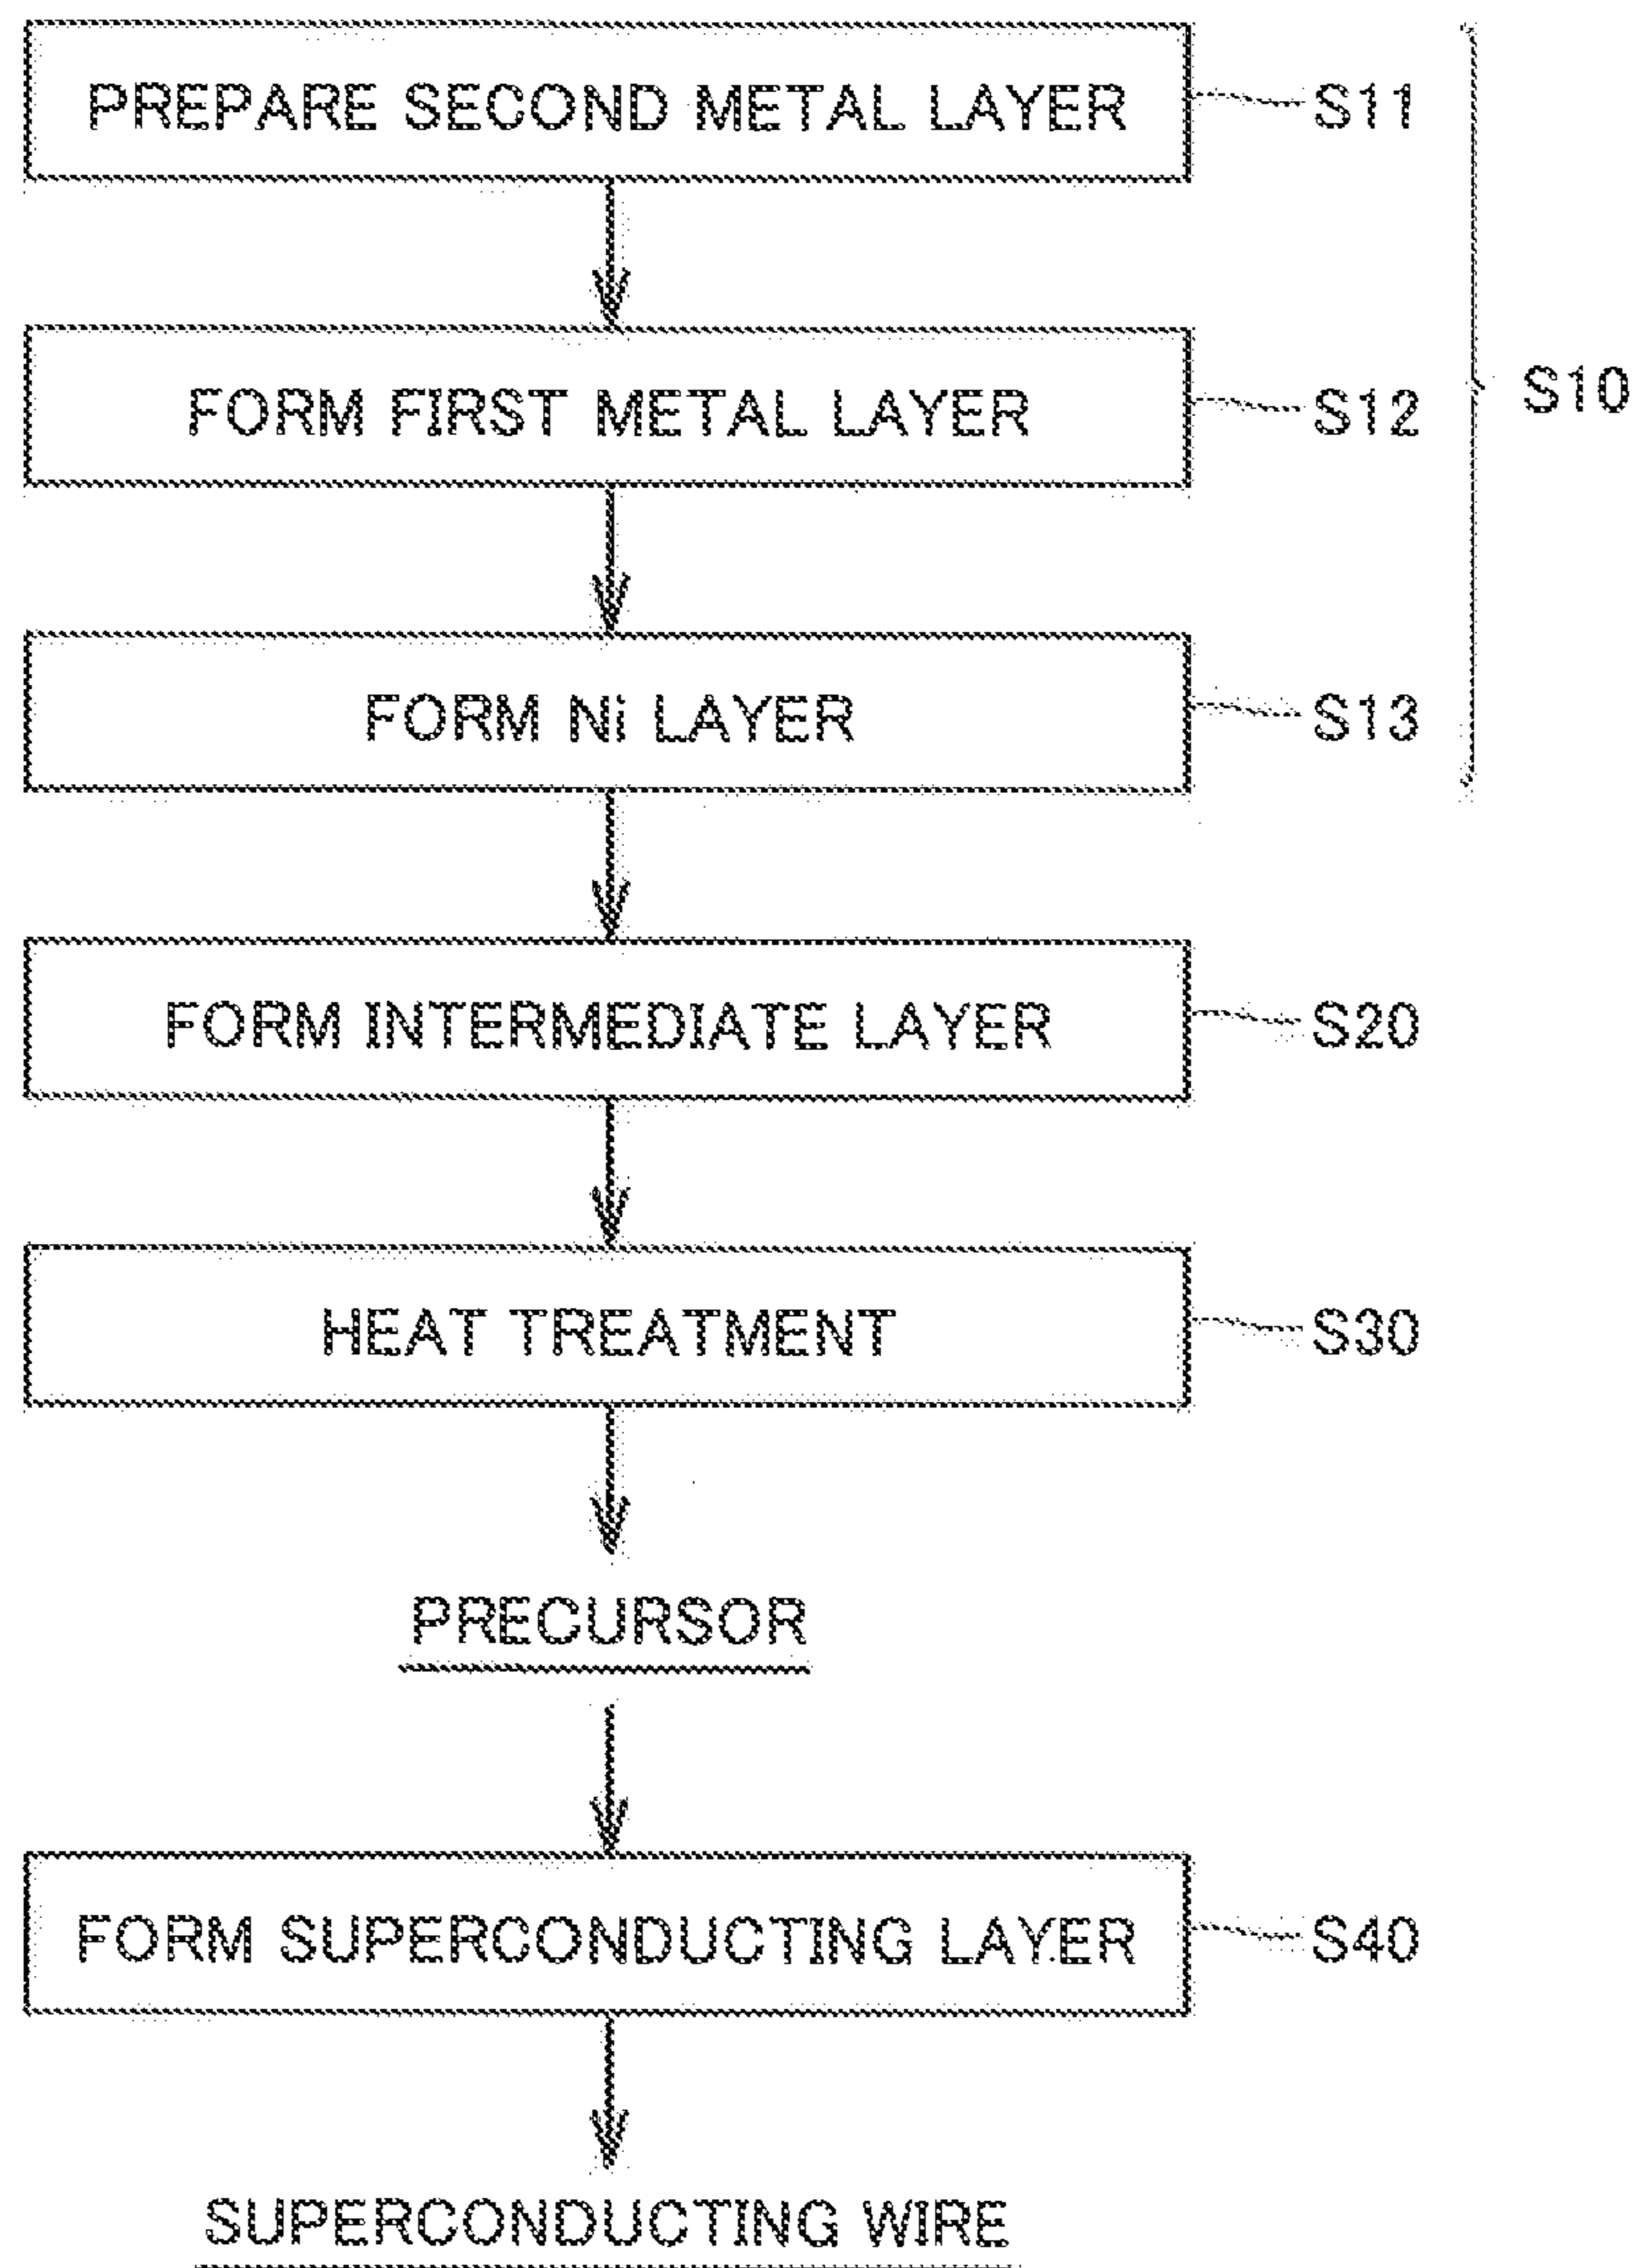 PREPARE SECOND METAL LAYER S11
FORM FIRST METAL LAYER S12
S10
FORM Ni LAYER S13
FORM INTERMEDIATE LAYER S20
HEAT TREATMENT S30
PRECURSOR
FORM SUPERCONDUCTING LAYER S40
SUPERCONDUCTING WIRE